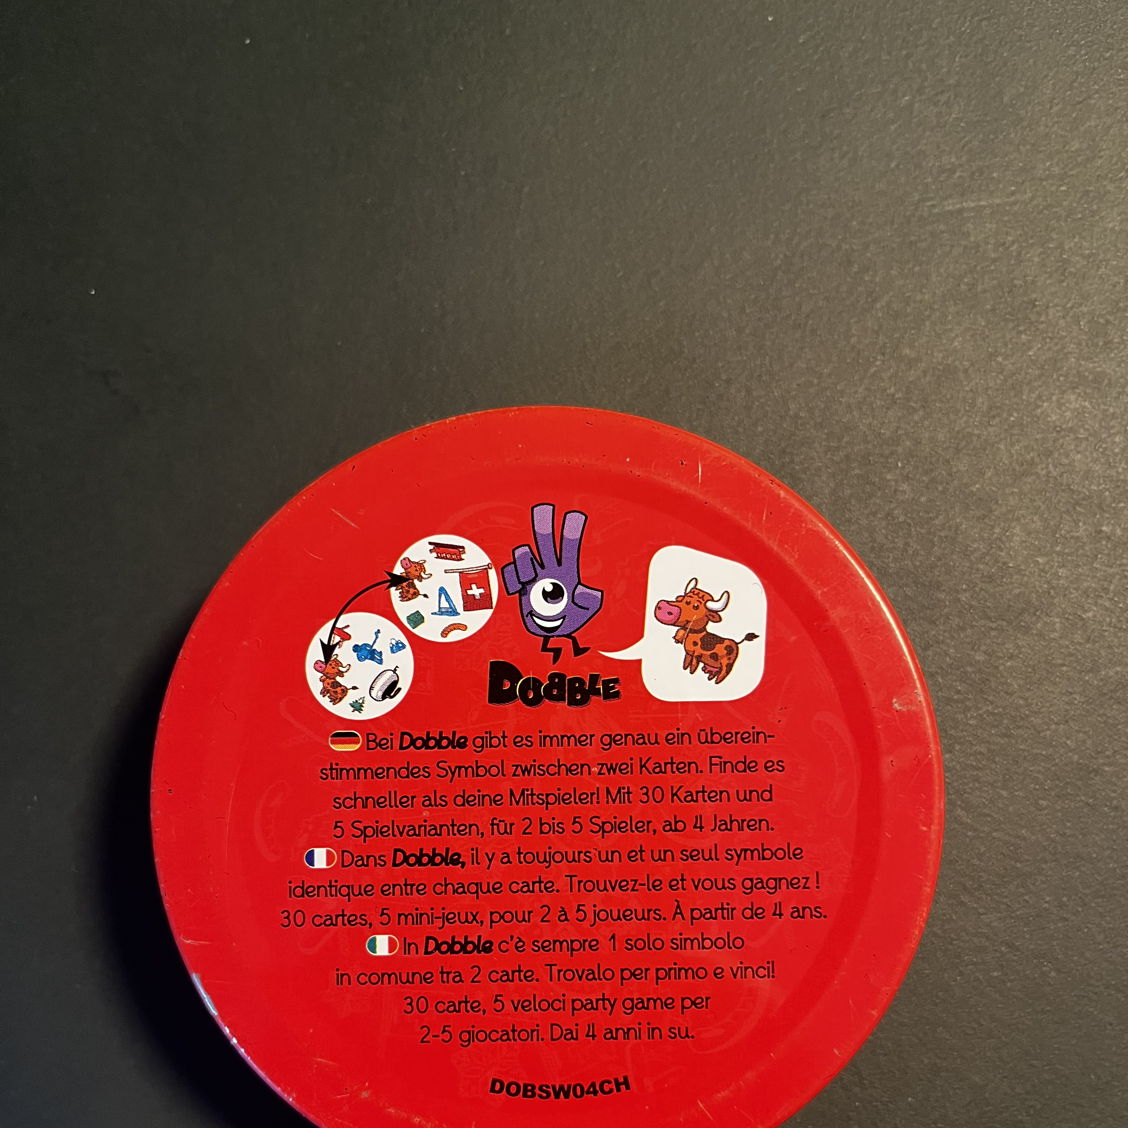 DOBBLE
Bei Dobble gibt es immer genau ein überein-
stimmendes Symbol zwischen zwei Karten. Finde es
schneller als deine Mitspieler! Mit 30 Karten und
5 Spielvarianten, für 2 bis 5 Spieler, ab 4 Jahren.
Dans Dobble, il y a toujours un et un seul symbole
identique entre chaque carte. Trouvez-le et vous gagnez !
30 cartes, 5 mini-jeux, pour 2 à 5 joueurs. À partir de 4 ans.
In Dobble c'è sempre 1 solo simbolo
in comune tra 2 carte. Trovalo per primo e vinci!
30 carte, 5 veloci party game per
2-5 giocatori. Dai 4 anni in su.
DOBSW04CH